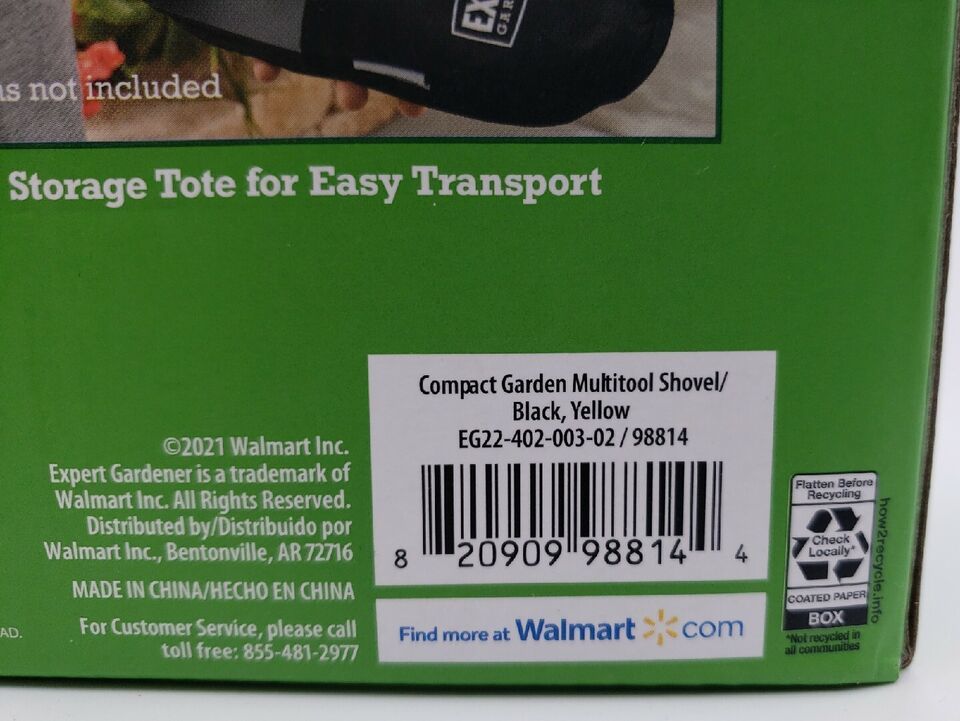 EX
GAR
not included
Storage Tote for Easy Transport
Compact Garden Multitool Shovel/
Black, Yellow
EG22-402-003-02 / 98814
8 20909 98814 4
©2021 Walmart Inc.
Expert Gardener is a trademark of
Walmart Inc. All Rights Reserved.
Distributed by/Distribuido por
Walmart Inc., Bentonville, AR 72716
MADE IN CHINA/HECHO EN CHINA
AD.
For Customer Service, please call
toll free: 855-481-2977
Find more at Walmart com
Flatten Before
Recycling
Check
Locally*
COATED PAPER
BOX
*Not recycled in
all communities
how2recycle.info